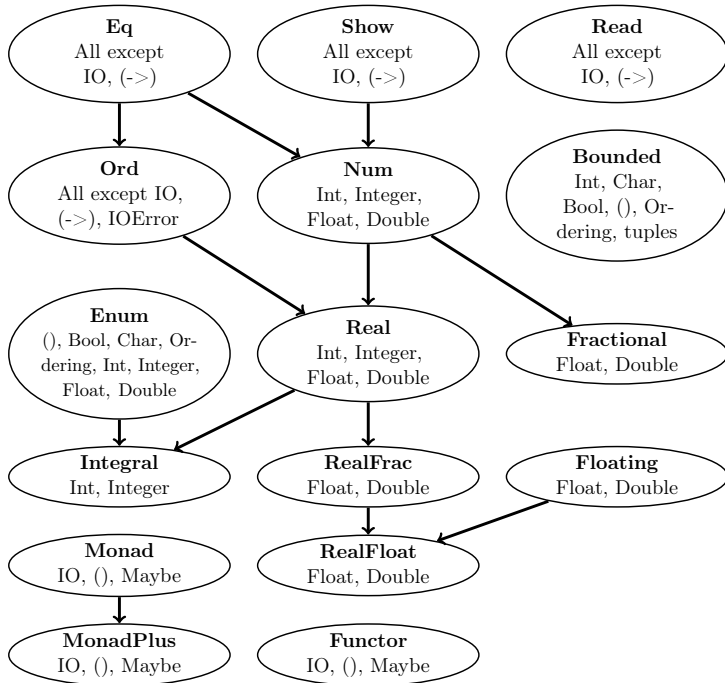 Eq
All except
IO, (->)
Show
All except
IO, (->)
Read
All except
IO, (->)
Ord
All except IO,
(->), IOError
Num
Int, Integer,
Float, Double
Bounded
Int, Char,
Bool, (), Or-
dering, tuples
Enum
(), Bool, Char, Or-
dering, Int, Integer,
Float, Double
Real
Int, Integer,
Float, Double
Fractional
Float, Double
Integral
Int, Integer
RealFrac
Float, Double
Floating
Float, Double
Monad
IO, (), Maybe
RealFloat
Float, Double
MonadPlus
IO, (), Maybe
Functor
IO, (), Maybe